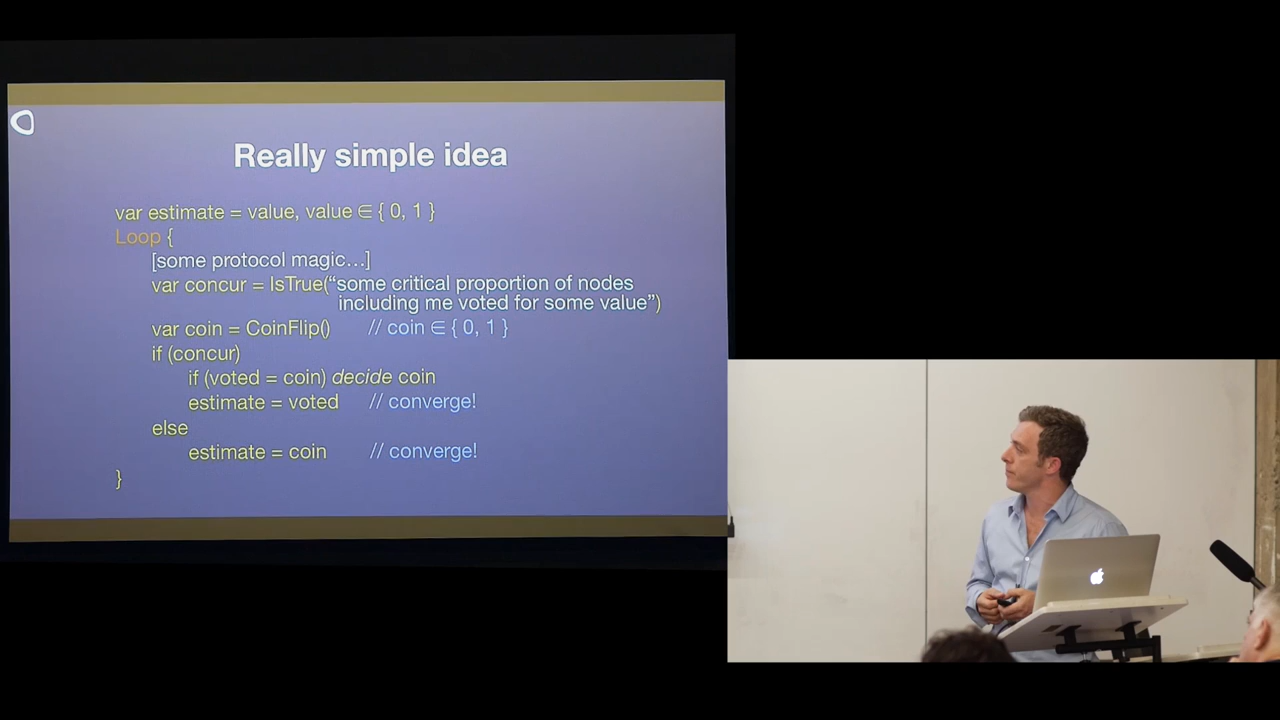 Really simple idea
var estimate = value, value ∈ { 0, 1 }
Loop {
[some protocol magic…]
var concur = IsTrue(“some critical proportion of nodes
including me voted for some value”)
var coin = CoinFlip() // coin ∈ { 0, 1 }
if (concur)
if (voted = coin) decide coin
estimate = voted // converge!
else
estimate = coin // converge!
}